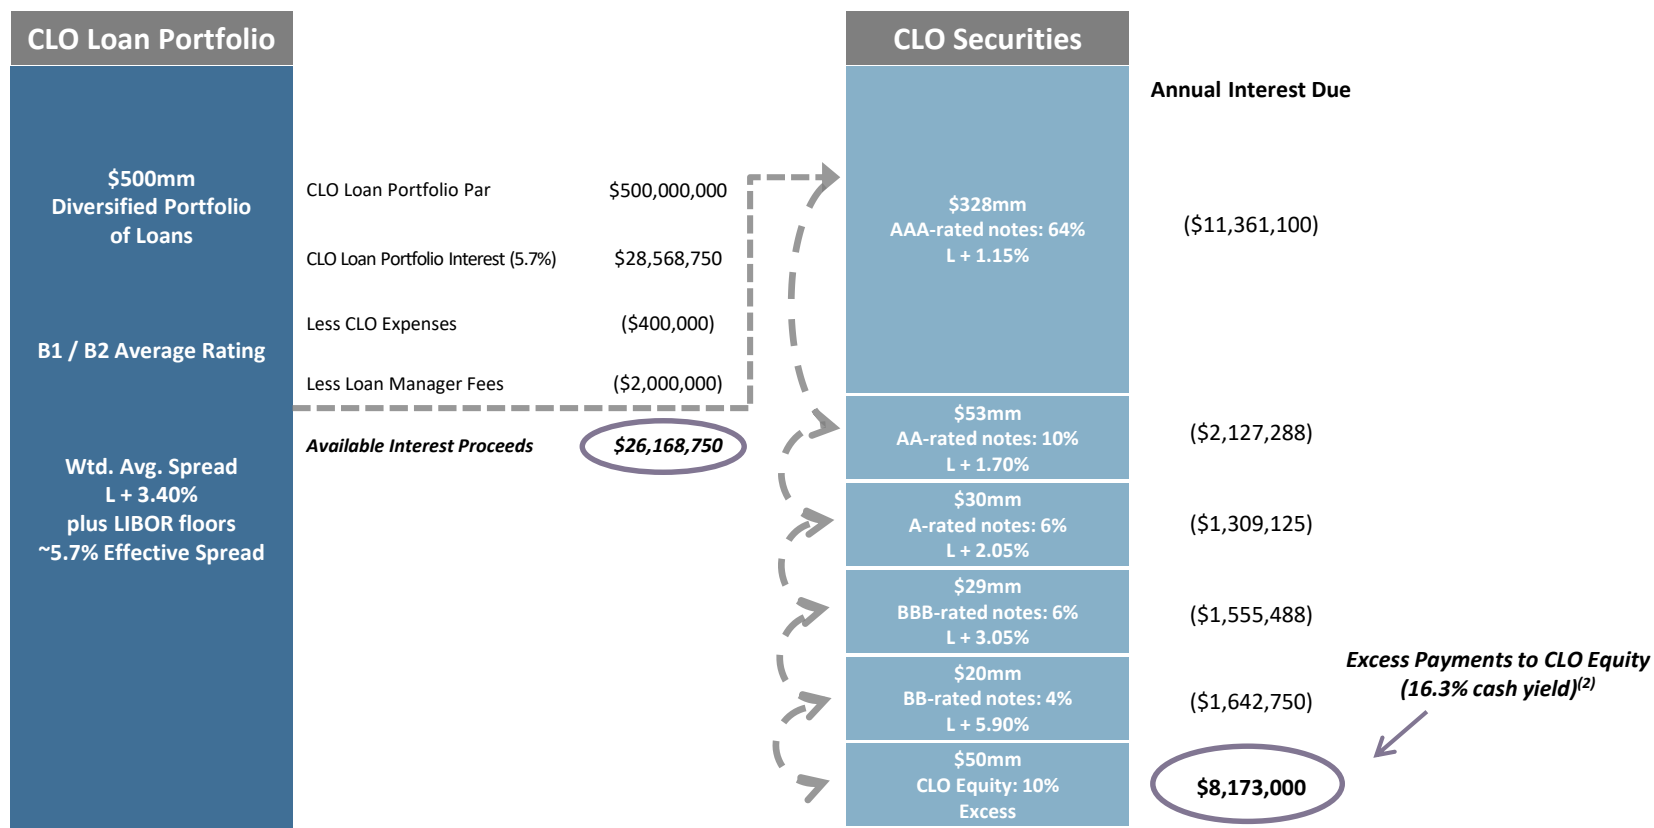 CLO Loan Portfolio
$500mm
Diversified Portfolio
of Loans
B1 / B2 Average Rating
Wtd. Avg. Spread
L + 3.40%
plus LIBOR floors
~5.7% Effective Spread
CLO Loan Portfolio Par $500,000,000
CLO Loan Portfolio Interest (5.7%) $28,568,750
Less CLO Expenses ($400,000)
Less Loan Manager Fees ($2,000,000)
Available Interest Proceeds $26,168,750
CLO Securities
Annual Interest Due
$328mm
AAA-rated notes: 64%
L + 1.15%
($11,361,100)
$53mm
AA-rated notes: 10%
L + 1.70%
($2,127,288)
$30mm
A-rated notes: 6%
L + 2.05%
($1,309,125)
$29mm
BBB-rated notes: 6%
L + 3.05%
($1,555,488)
$20mm
BB-rated notes: 4%
L + 5.90%
($1,642,750)
Excess Payments to CLO Equity
(16.3% cash yield)(2)
$50mm
CLO Equity: 10%
Excess
$8,173,000